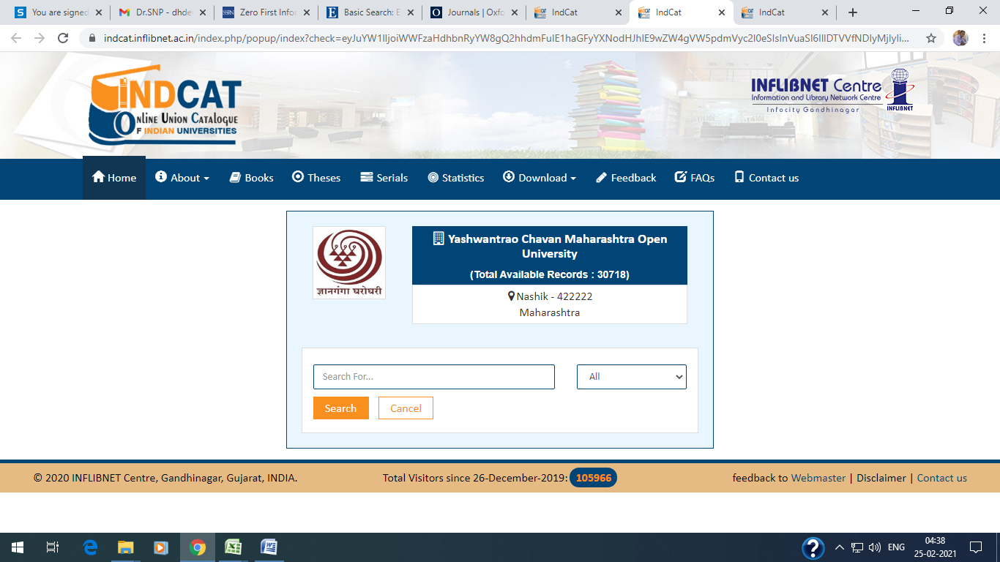 You are signed
Dr.SNP - dhde
Zero First Infor
Basic Search: E
Journals | Oxfo
IndCat
IndCat
IndCat
indcat.inflibnet.ac.in/index.php/popup/index?check=
INDCAT
ONLINE UNION CATALOGUE
OF INDIAN UNIVERSITIES
INFLIBNET Centre
Information and Library Network Centre
Infocity Gandhinagar
INFLIBNET
Home About Books Theses Serials Statistics Download Feedback FAQs Contact us
ज्ञानगंगा घरोघरी
Yashwantrao Chavan Maharashtra Open
University
(Total Available Records : 30718)
Nashik - 422222
Maharashtra
Search For... All
Search Cancel
© 2020 INFLIBNET Centre, Gandhinagar, Gujarat, INDIA. Total Visitors since 26-December-2019: 105966 feedback to Webmaster | Disclaimer | Contact us
ENG
04:38
25-02-2021